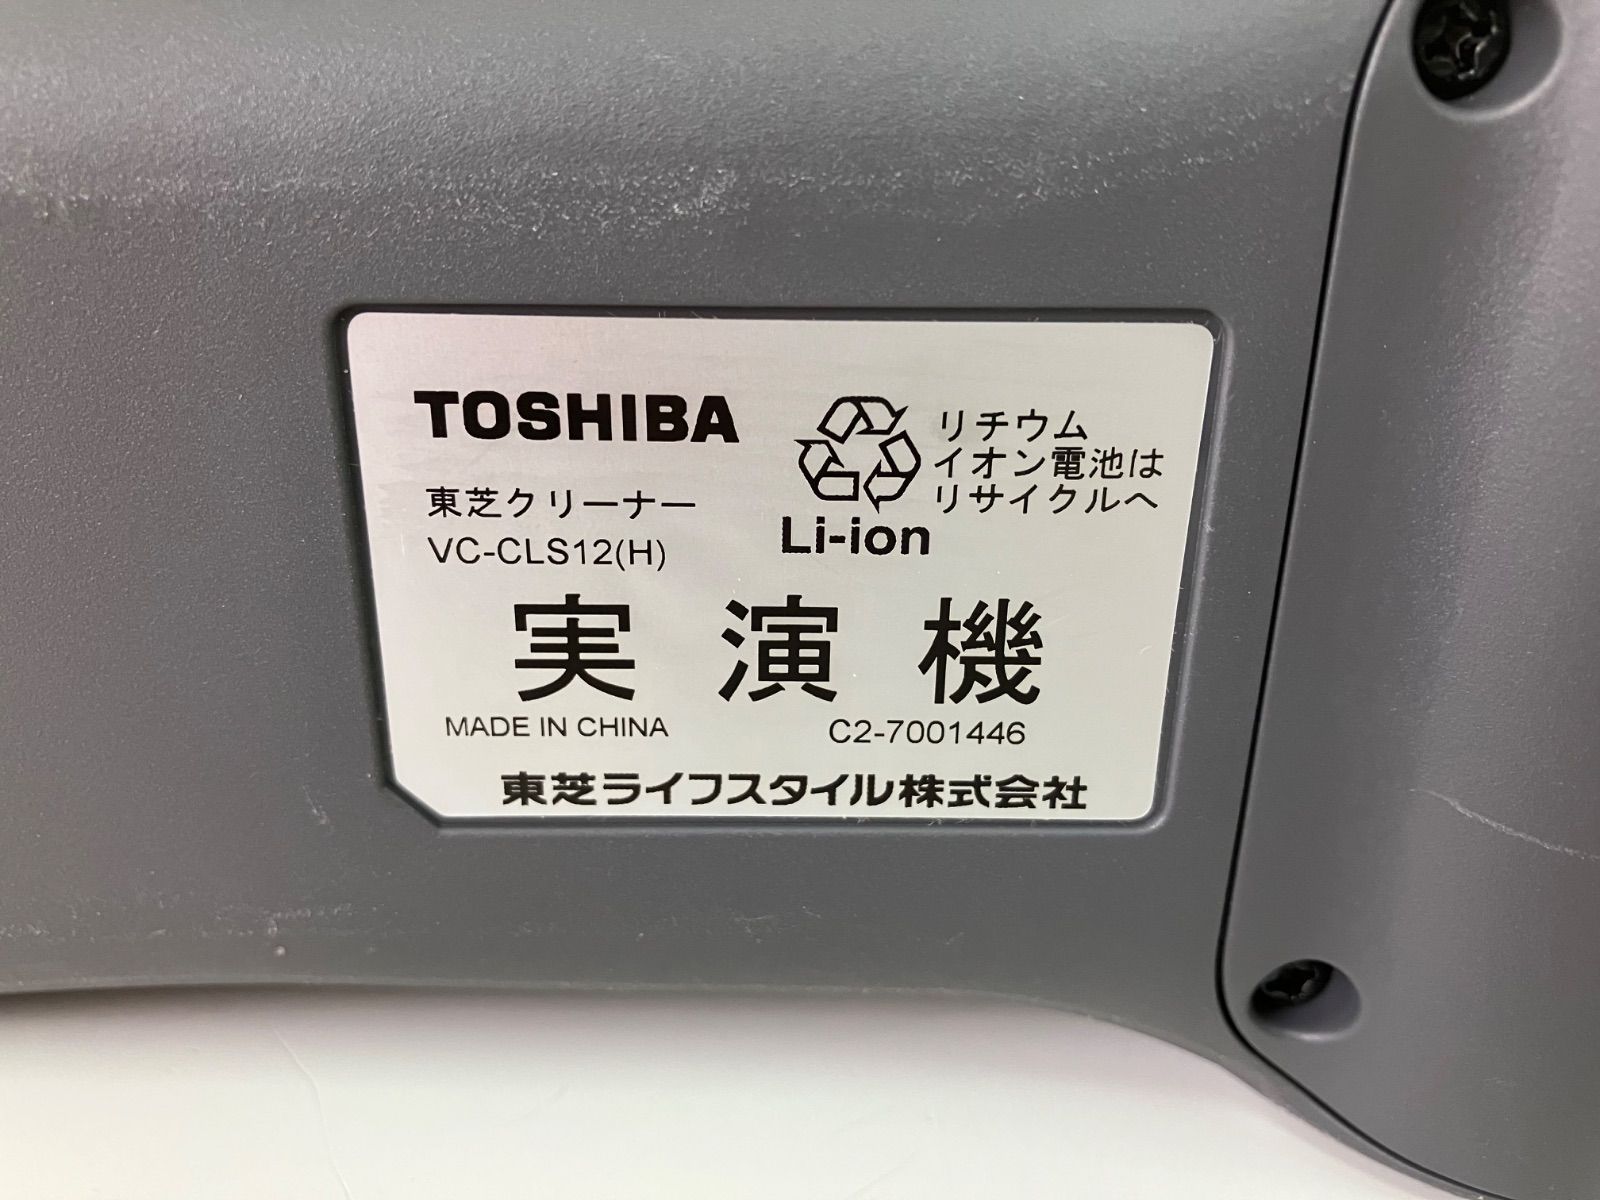 TOSHIBA
リチウム
イオン電池は
リサイクルへ
Li-ion
東芝クリーナー
VC-CLS12(H)
実演機
MADE IN CHINA
C2-7001446
東芝ライフスタイル株式会社